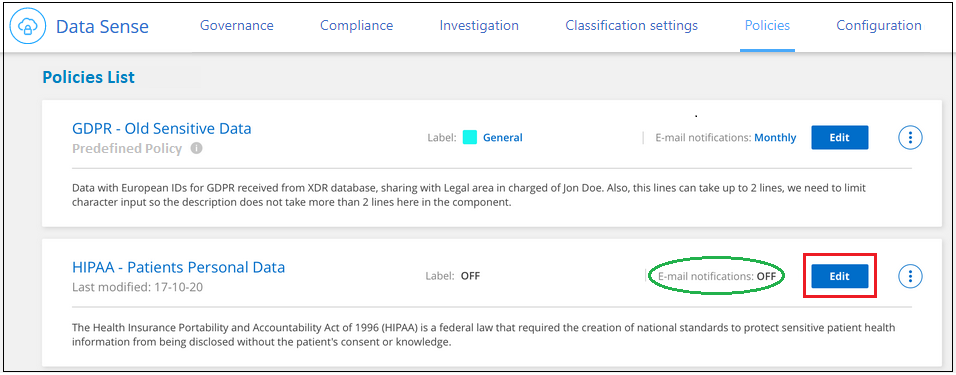 Data Sense Governance Compliance Investigation Classification settings Policies Configuration
Policies List
GDPR - Old Sensitive Data Label: General E-mail notifications: Monthly Edit
Predefined Policy
Data with European IDs for GDPR received from XDR database, sharing with Legal area in charged of Jon Doe. Also, this lines can take up to 2 lines, we need to limit
character input so the description does not take more than 2 lines here in the component.
HIPAA - Patients Personal Data Label: OFF E-mail notifications: OFF Edit
Last modified: 17-10-20
The Health Insurance Portability and Accountability Act of 1996 (HIPAA) is a federal law that required the creation of national standards to protect sensitive patient health
information from being disclosed without the patient's consent or knowledge.